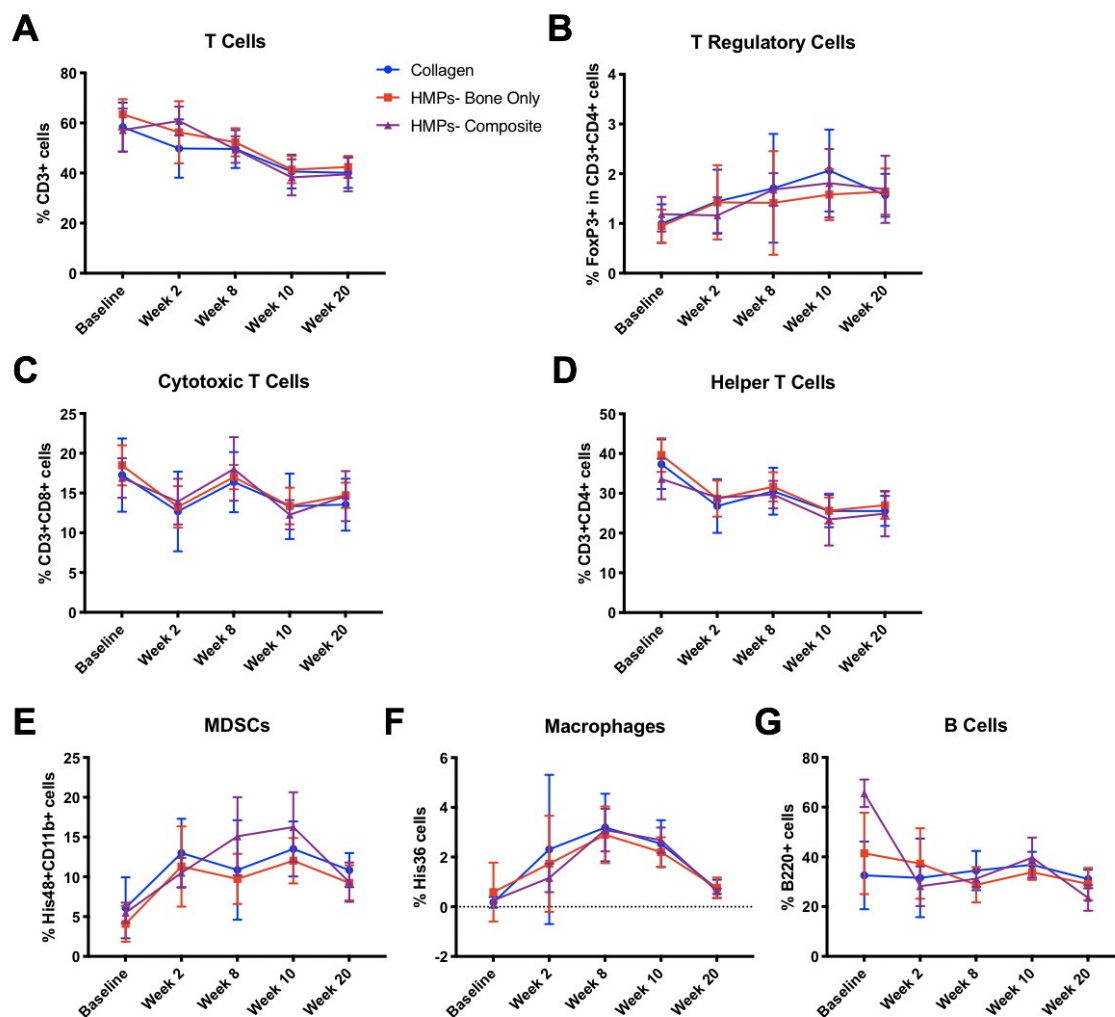 A
T Cells
% CD3+ cells
80
60
40
20
0
Baseline
Week 2
Week 8
Week 10
Week 20
Collagen
HMPs- Bone Only
HMPs- Composite
B
T Regulatory Cells
% FoxP3+ in CD3+CD4+ cells
4
3
2
1
0
Baseline
Week 2
Week 8
Week 10
Week 20
C
Cytotoxic T Cells
% CD3+CD8+ cells
25
20
15
10
5
0
Baseline
Week 2
Week 8
Week 10
Week 20
D
Helper T Cells
% CD3+CD4+ cells
50
40
30
20
10
0
Baseline
Week 2
Week 8
Week 10
Week 20
E
MDSCs
% His48+CD11b+ cells
25
20
15
10
5
0
Baseline
Week 2
Week 8
Week 10
Week 20
F
Macrophages
% His36 cells
6
4
2
0
-2
Baseline
Week 2
Week 8
Week 10
Week 20
G
B Cells
% B220+ cells
80
60
40
20
0
Baseline
Week 2
Week 8
Week 10
Week 20